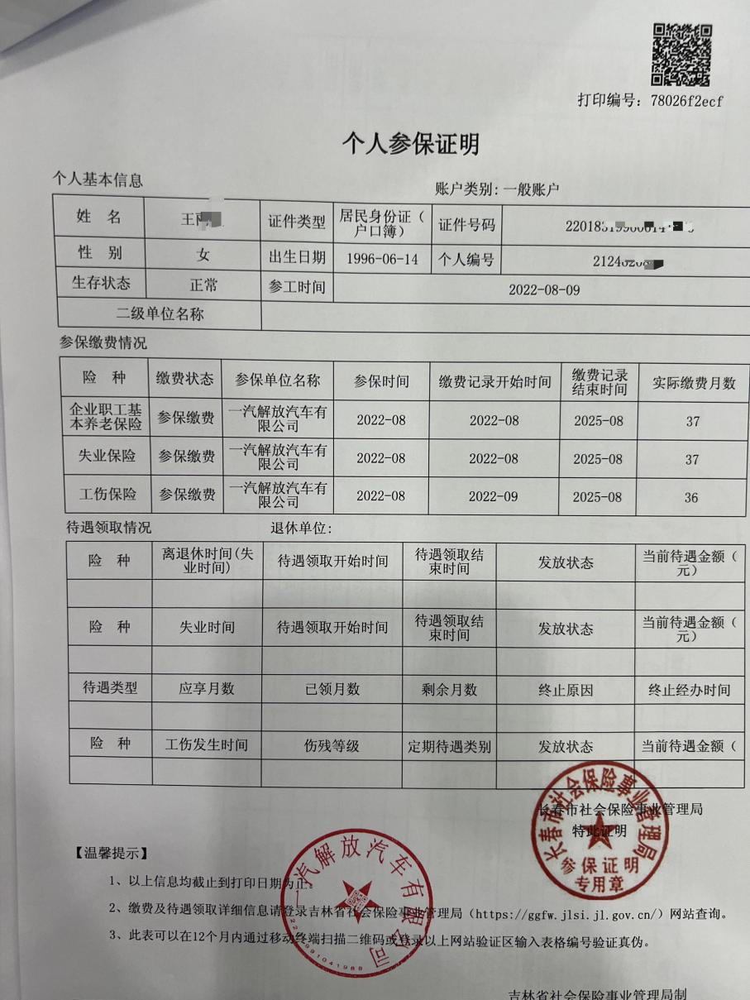 打印编号: 78026f2ecf
个人参保证明
个人基本信息
账户类别: 一般账户
姓 名 王 证件类型 居民身份证（户口簿） 证件号码
性 别 女 出生日期 1996-06-14 个人编号
生存状态 正常 参工时间 2022-08-09
二级单位名称
参保缴费情况
险 种 缴费状态 参保单位名称 参保时间 缴费记录开始时间 缴费记录结束时间 实际缴费月数
企业职工基本养老保险 参保缴费 一汽解放汽车有限公司 2022-08 2022-08 2025-08 37
失业保险 参保缴费 一汽解放汽车有限公司 2022-08 2022-08 2025-08 37
工伤保险 参保缴费 一汽解放汽车有限公司 2022-08 2022-09 2025-08 36
待遇领取情况 退休单位:
险 种 离退休时间(失业时间) 待遇领取开始时间 待遇领取结束时间 发放状态 当前待遇金额（元）
险 种 失业时间 待遇领取开始时间 待遇领取结束时间 发放状态 当前待遇金额（元）
待遇类型 应享月数 已领月数 剩余月数 终止原因 终止经办时间
险 种 工伤发生时间 伤残等级 定期待遇类别 发放状态 当前待遇金额（
长春市社会保险事业管理局
特此证明
长春市社会保险事业管理局
参保证明
专用章
【温馨提示】
一汽解放汽车有限公司
1、以上信息均截止到打印日期为止。
2、缴费及待遇领取详细信息请登录吉林省社会保险事业管理局（https://ggfw.jlsi.jl.gov.cn/）网站查询。
3、此表可以在12个月内通过移动终端扫描二维码或登录以上网站验证区输入表格编号验证真伪。
吉林省社会保险事业管理局制